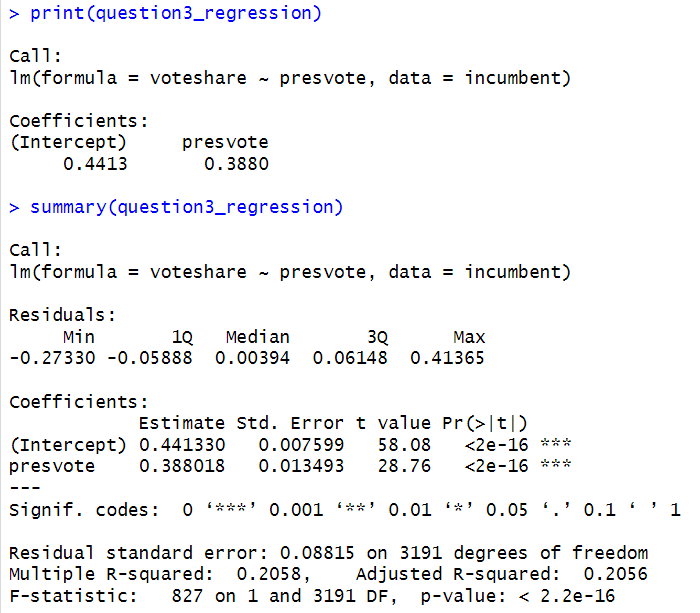 > print(question3_regression)
Call:
lm(formula = voteshare ~ presvote, data = incumbent)
Coefficients:
(Intercept)     presvote
     0.4413       0.3880
> summary(question3_regression)
Call:
lm(formula = voteshare ~ presvote, data = incumbent)
Residuals:
     Min       1Q   Median       3Q      Max
-0.27330 -0.05888  0.00394  0.06148  0.41365
Coefficients:
            Estimate Std. Error t value Pr(>|t|)
(Intercept) 0.441330   0.007599   58.08   <2e-16 ***
presvote    0.388018   0.013493   28.76   <2e-16 ***
---
Signif. codes:  0 ‘***’ 0.001 ‘**’ 0.01 ‘*’ 0.05 ‘.’ 0.1 ‘ ’ 1
Residual standard error: 0.08815 on 3191 degrees of freedom
Multiple R-squared:  0.2058,    Adjusted R-squared:  0.2056
F-statistic:   827 on 1 and 3191 DF,  p-value: < 2.2e-16